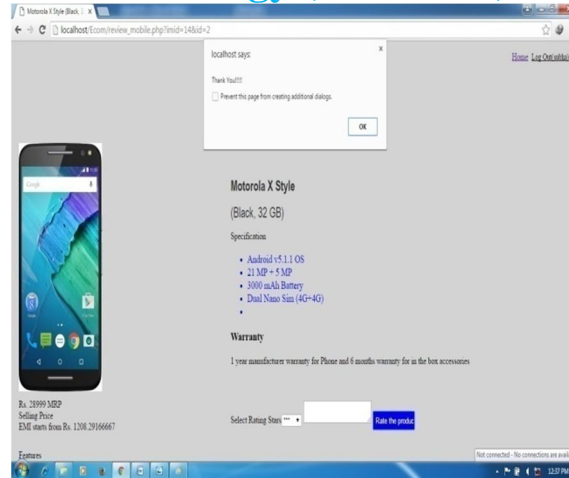 Motorola X Style (Black, 3
localhost/Ecom/review_mobile.php?imid=14&id=2
localhost says:
Thank You!!!!
Prevent this page from creating additional dialogs.
OK
Home Log Out
Google
Motorola X Style
(Black, 32 GB)
Specification
Android v5.1.1 OS
21 MP + 5 MP
3000 mAh Battery
Dual Nano Sim (4G+4G)
Warranty
1 year manufacturer warranty for Phone and 6 months warranty for in the box accessories
Rs. 28999 MRP
Selling Price
EMI starts from Rs. 1208.29166667
Select Rating Stars *** Rate the produc
Features
Not connected - No connections are avail
12:37 PM